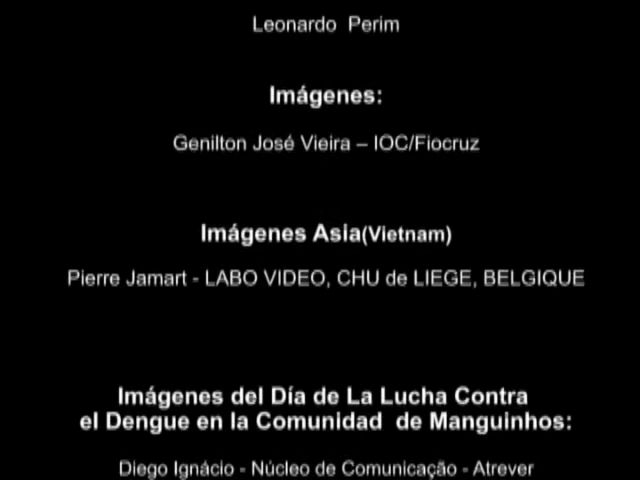 Leonardo Perim
Imágenes:
Genilton José Vieira – IOC/Fiocruz
Imágenes Asia(Vietnam)
Pierre Jamart - LABO VIDEO, CHU de LIEGE, BELGIQUE
Imágenes del Día de La Lucha Contra
el Dengue en la Comunidad de Manguinhos:
Diego Ignácio - Núcleo de Comunicação - Atrever